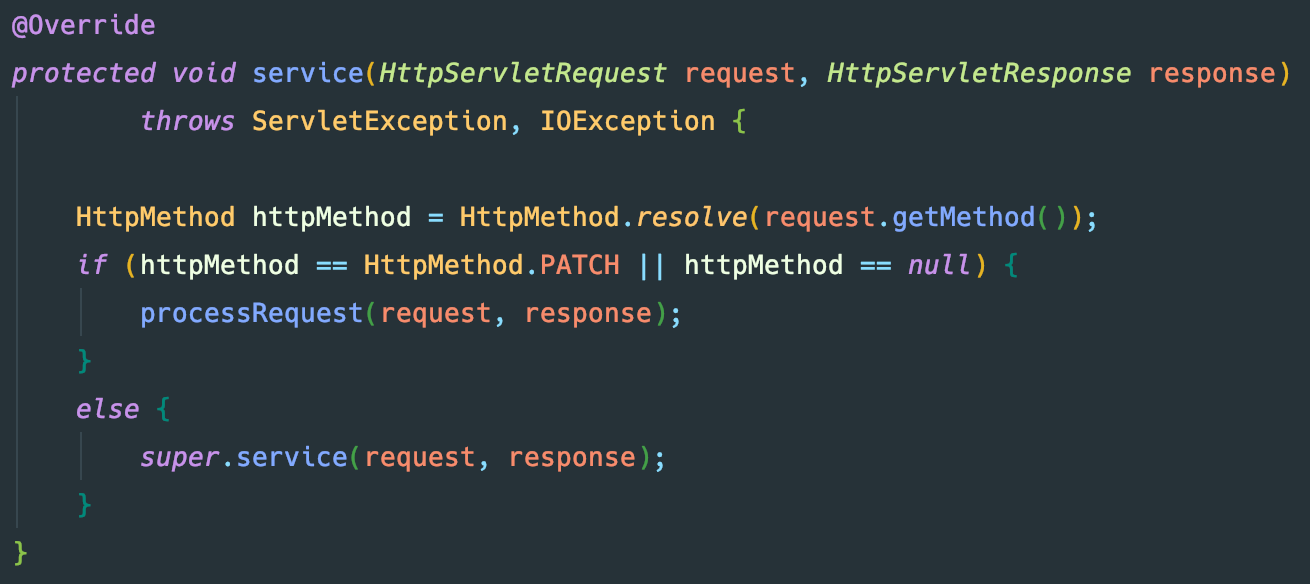 @Override
protected void service(HttpServletRequest request, HttpServletResponse response)
        throws ServletException, IOException {

    HttpMethod httpMethod = HttpMethod.resolve(request.getMethod());
    if (httpMethod == HttpMethod.PATCH || httpMethod == null) {
        processRequest(request, response);
    }
    else {
        super.service(request, response);
    }
}